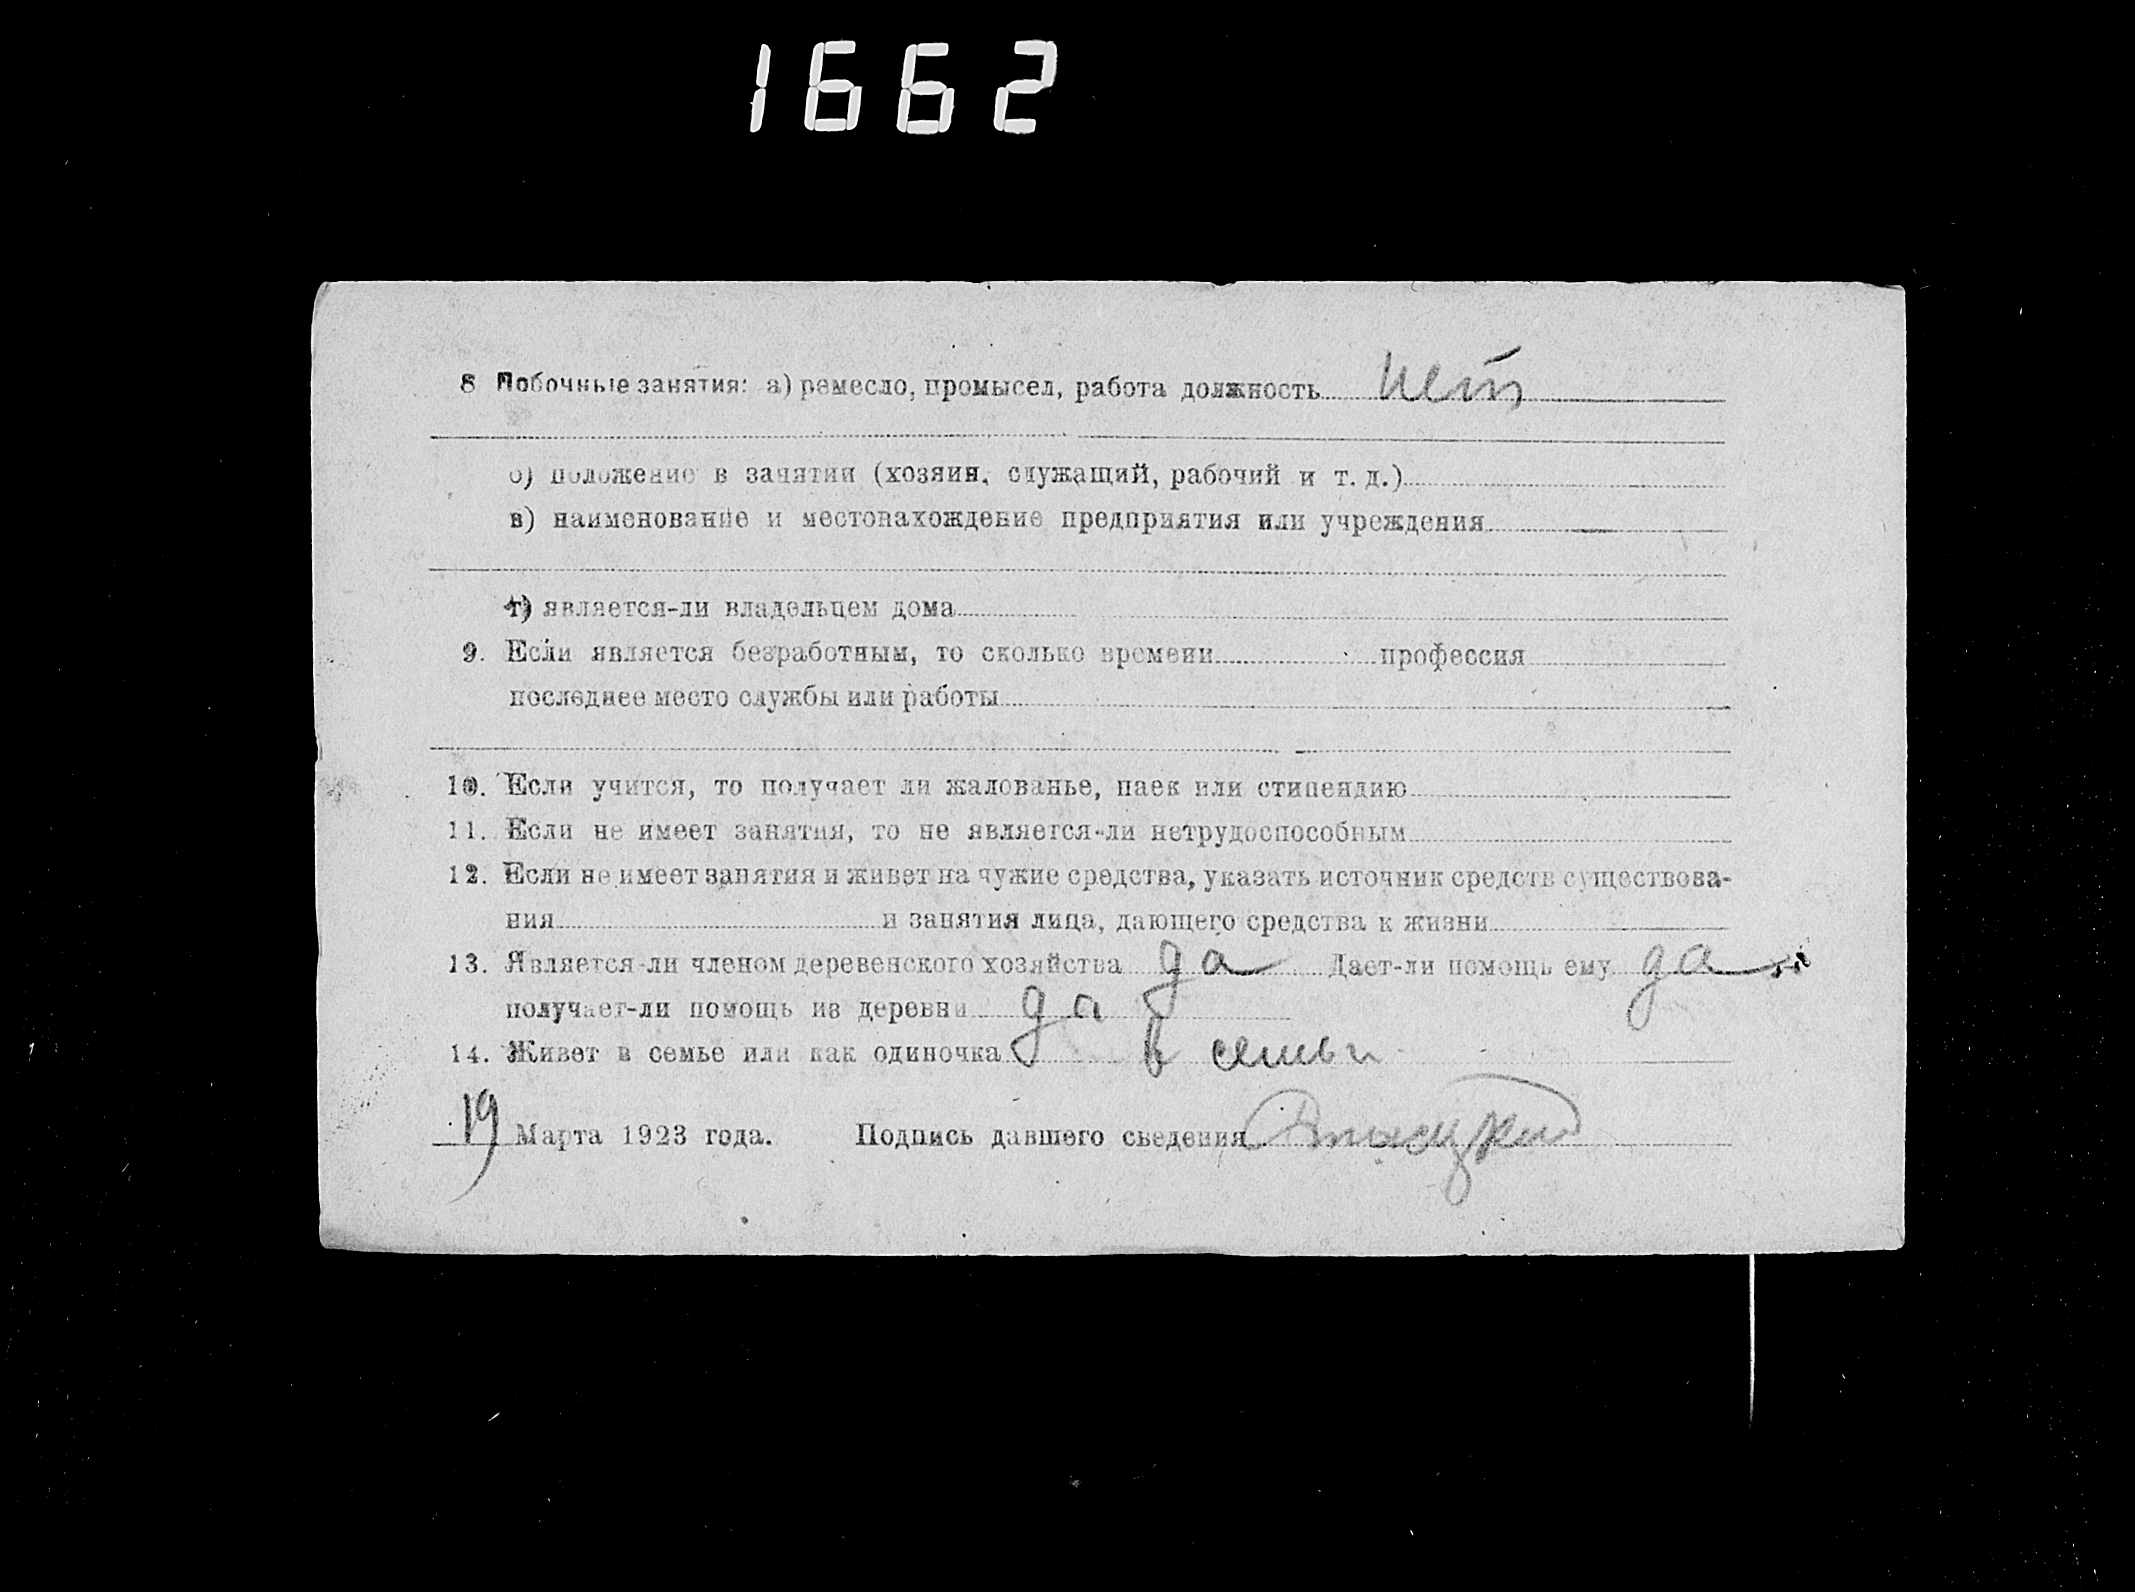 1662
8 Побочные занятия: а) ремесло, промысел, работа должность нет
б) положение в занятии (хозяин, служащий, рабочий и т. д.)
в) наименование и местонахождение предприятия или учреждения
г) является-ли владельцем дома
9. Если является безработным, то сколько времени профессия
последнее место службы или работы
10. Если учится, то получает ли жалованье, паек или стипендию
11. Если не имеет занятия, то не является-ли нетрудоспособным
12. Если не имеет занятия и живет на чужие средства, указать источник средств существова-
ния и занятия лица, дающего средства к жизни
13. Является-ли членом деревенского хозяйства да Дает-ли помощь ему да
получает-ли помощь из деревни да
14. Живет в семье или как одиночка в семьи
19 Марта 1923 года. Подпись давшего сведения